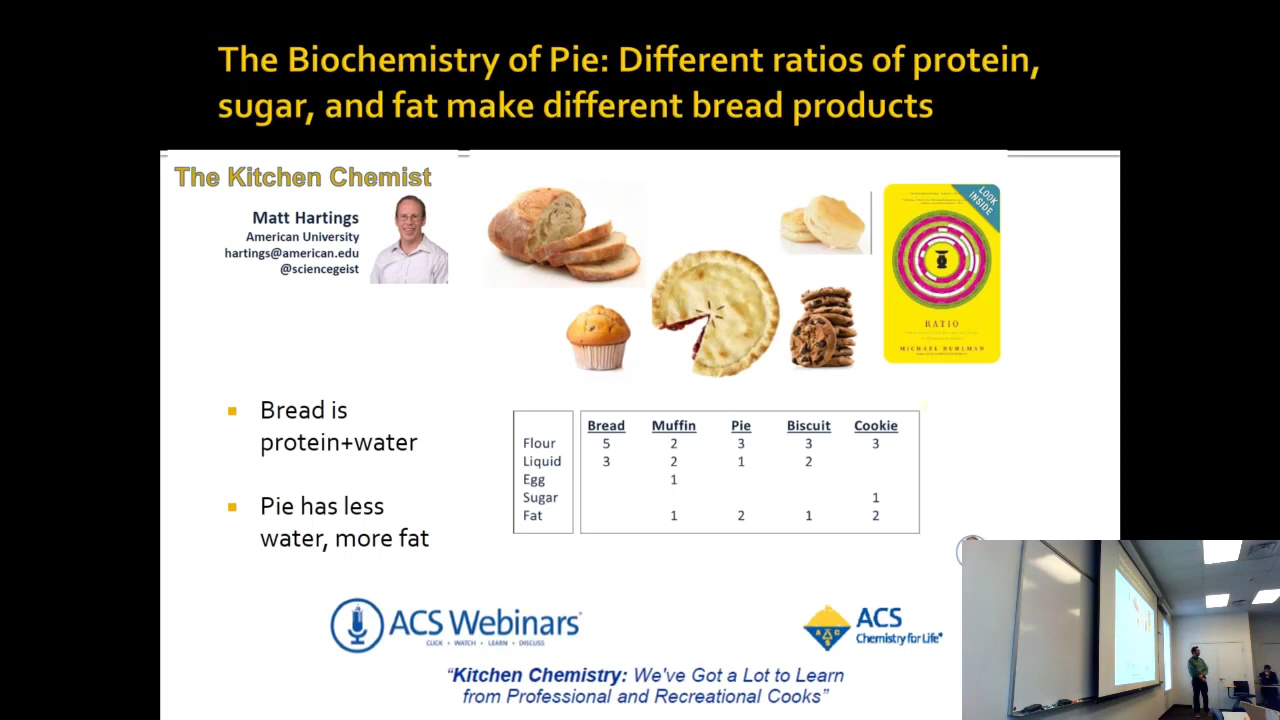 The Biochemistry of Pie: Different ratios of protein,
sugar, and fat make different bread products
The Kitchen Chemist
Matt Hartings
American University
hartings@american.edu
@sciencegeist
LOOK
INSIDE
RATIO
MICHAEL RUHLMAN
Bread is
protein+water
Pie has less
water, more fat
Bread Muffin Pie Biscuit Cookie
Flour 5 2 3 3 3
Liquid 3 2 1 2
Egg 1
Sugar 1
Fat 1 2 1 2
ACS Webinars®
CLICK • WATCH • LEARN • DISCUSS
ACS
Chemistry for Life®
"Kitchen Chemistry: We've Got a Lot to Learn
from Professional and Recreational Cooks"